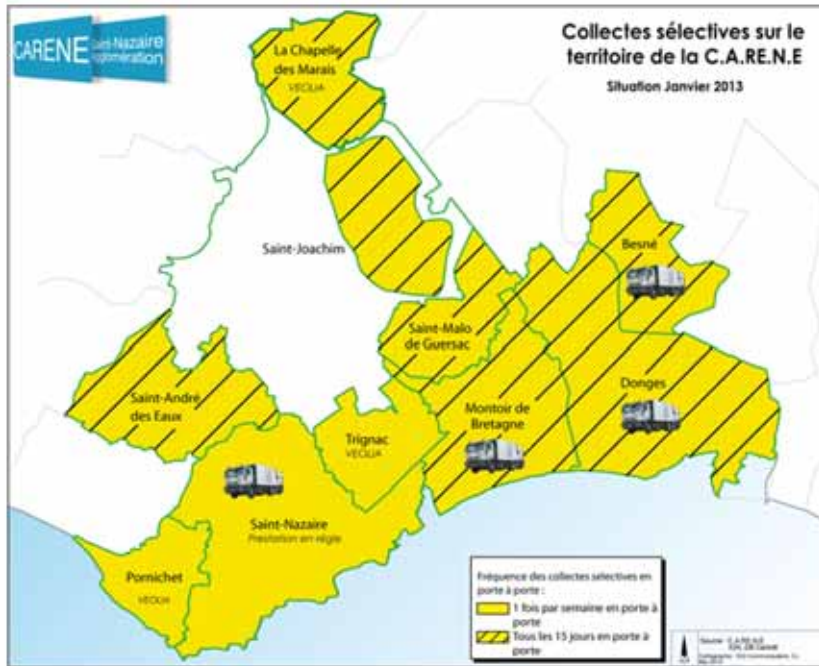 CARENE Saint-Nazaire
agglomération
Collectes sélectives sur le
territoire de la C.A.RE.N.E
Situation Janvier 2013
La Chapelle
des Marais
VEOLIA
Saint-Joachim
Besné
Saint-Malo
de Guersac
Saint-André
des Eaux
Donges
Montoir de
Bretagne
Trignac
VEOLIA
Saint-Nazaire
Prestation en régie
Pornichet
VEOLIA
Fréquence des collectes sélectives en
porte à porte :
1 fois par semaine en porte à
porte
Tous les 15 jours en porte à
porte
Source : C.A.RE.N.E